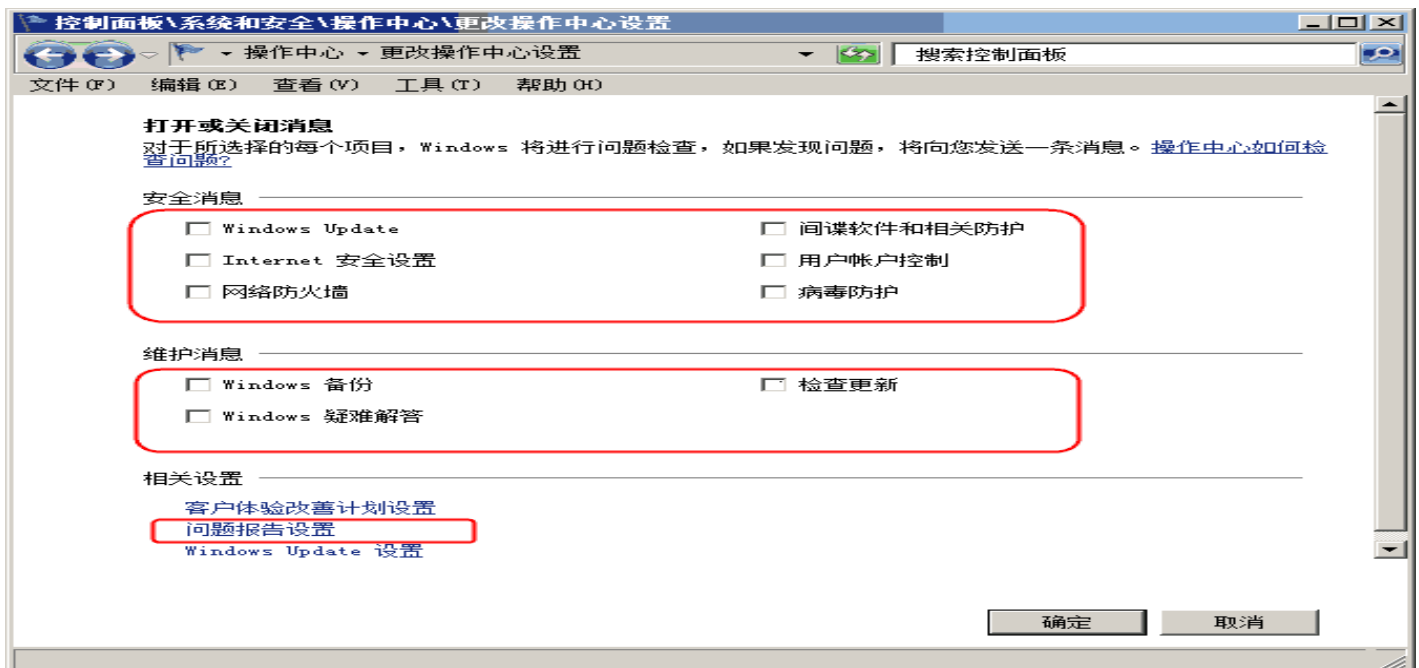 控制面板\系统和安全\操作中心\更改操作中心设置
操作中心 更改操作中心设置 搜索控制面板
文件(F) 编辑(E) 查看(V) 工具(T) 帮助(H)
打开或关闭消息
对于所选择的每个项目，Windows 将进行问题检查，如果发现问题，将向您发送一条消息。操作中心如何检
查问题?
安全消息
Windows Update 间谍软件和相关防护
Internet 安全设置 用户帐户控制
网络防火墙 病毒防护
维护消息
Windows 备份 检查更新
Windows 疑难解答
相关设置
客户体验改善计划设置
问题报告设置
Windows Update 设置
确定 取消